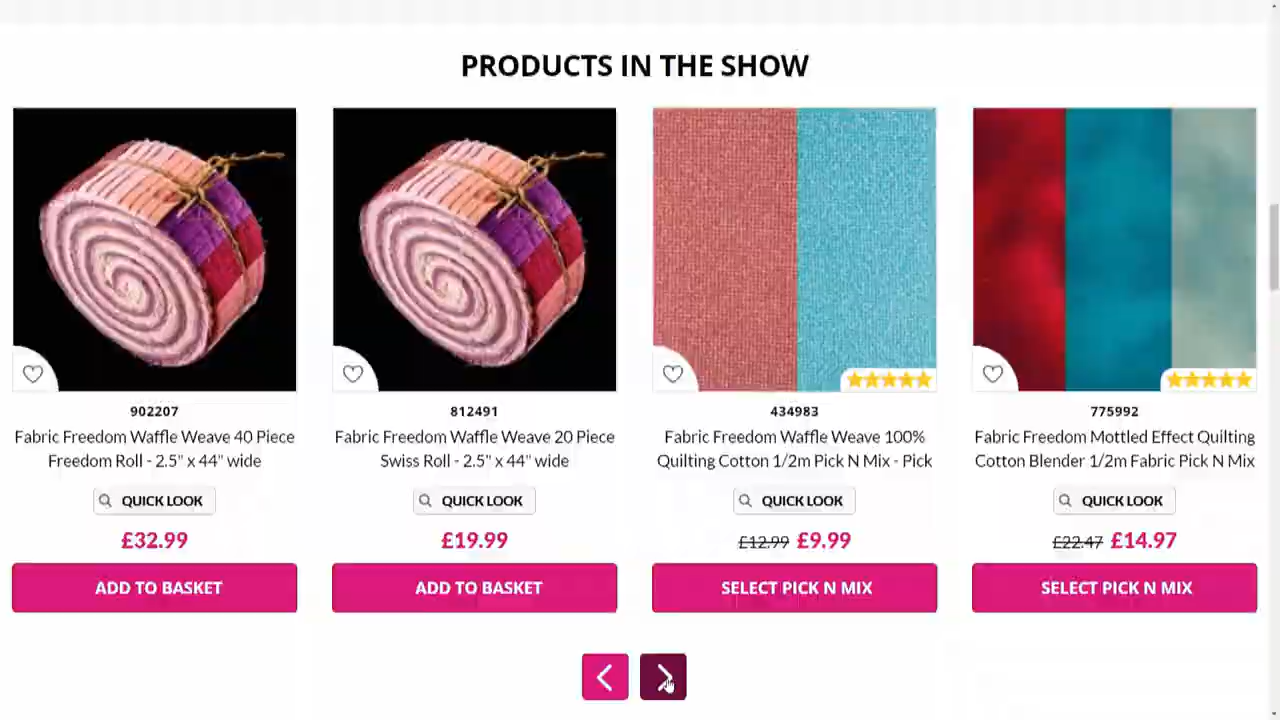 PRODUCTS IN THE SHOW
902207
Fabric Freedom Waffle Weave 40 Piece
Freedom Roll - 2.5" x 44" wide
QUICK LOOK
£32.99
ADD TO BASKET
812491
Fabric Freedom Waffle Weave 20 Piece
Swiss Roll - 2.5" x 44" wide
QUICK LOOK
£19.99
ADD TO BASKET
434983
Fabric Freedom Waffle Weave 100%
Quilting Cotton 1/2m Pick N Mix - Pick
QUICK LOOK
£12.99 £9.99
SELECT PICK N MIX
775992
Fabric Freedom Mottled Effect Quilting
Cotton Blender 1/2m Fabric Pick N Mix
QUICK LOOK
£22.47 £14.97
SELECT PICK N MIX